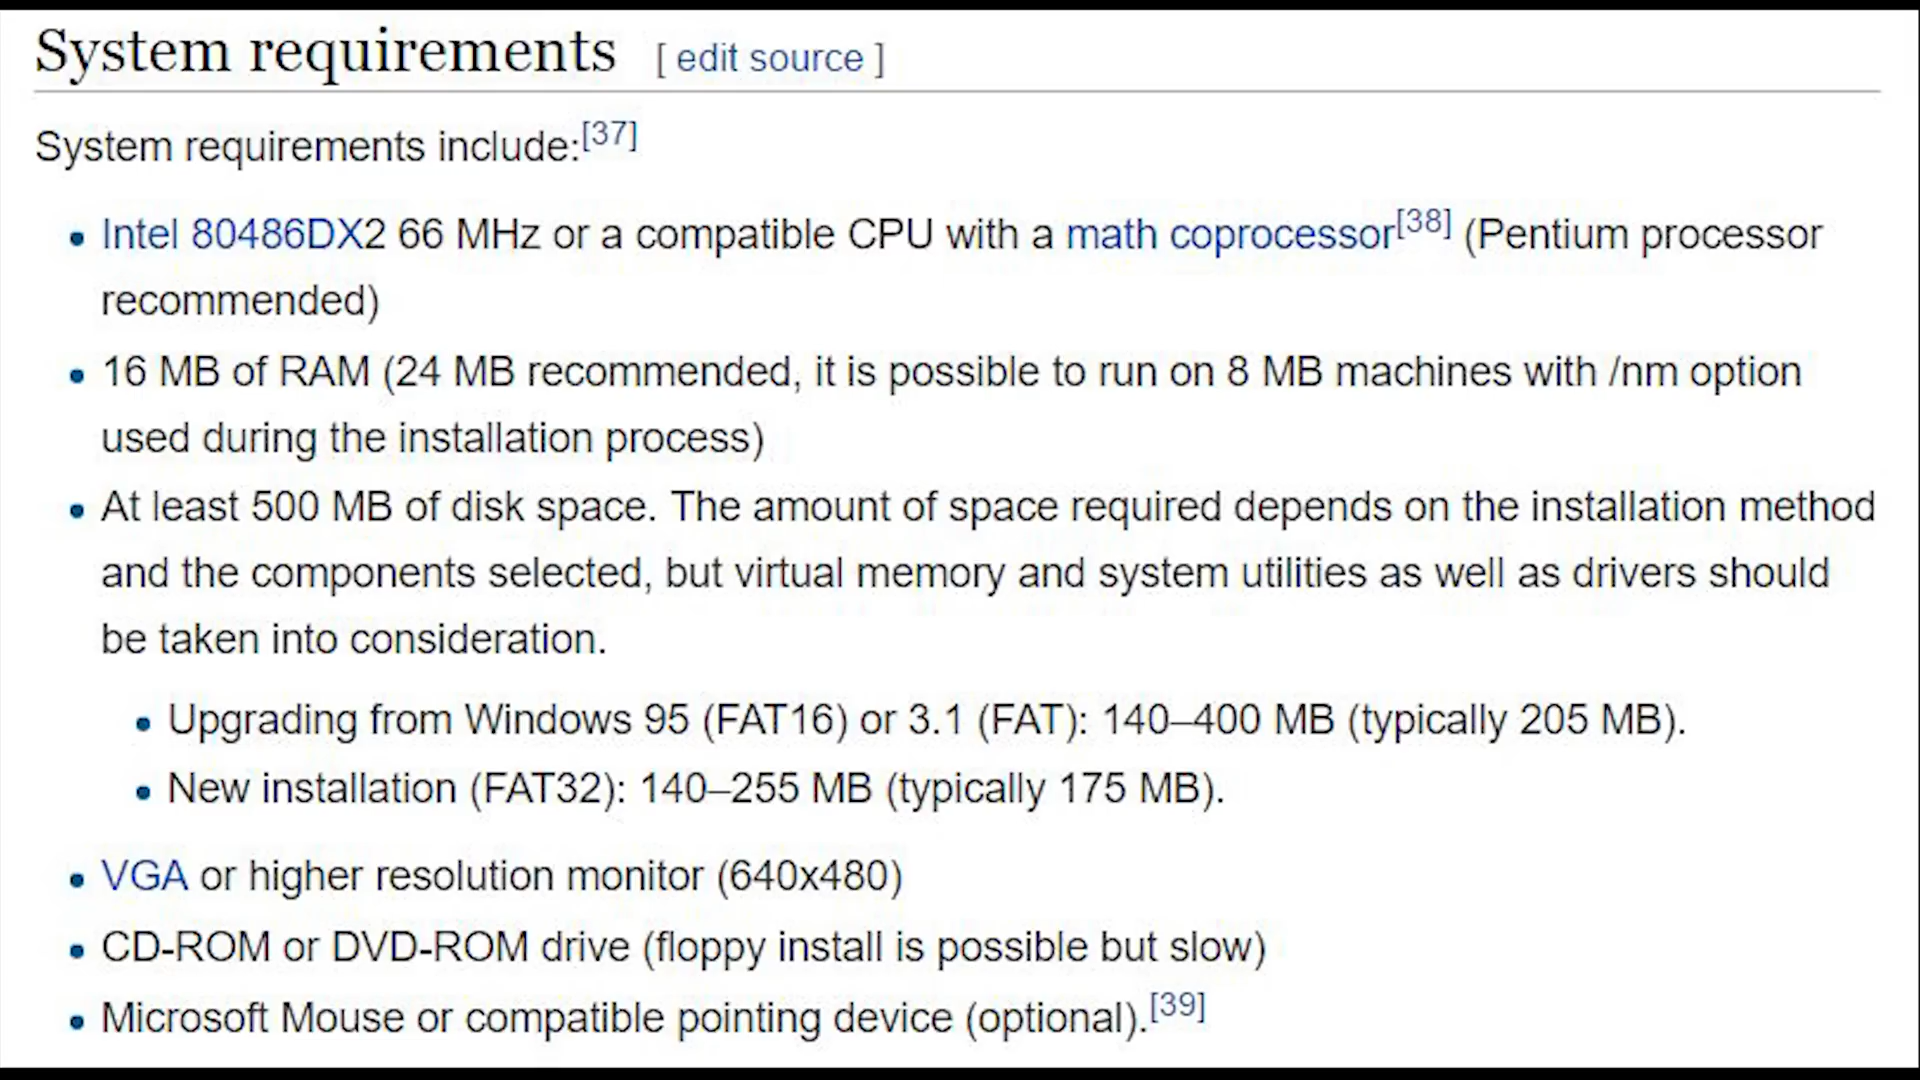 System requirements [ edit source ]
System requirements include:[37]
• Intel 80486DX2 66 MHz or a compatible CPU with a math coprocessor[38] (Pentium processor
recommended)
• 16 MB of RAM (24 MB recommended, it is possible to run on 8 MB machines with /nm option
used during the installation process)
• At least 500 MB of disk space. The amount of space required depends on the installation method
and the components selected, but virtual memory and system utilities as well as drivers should
be taken into consideration.
• Upgrading from Windows 95 (FAT16) or 3.1 (FAT): 140–400 MB (typically 205 MB).
• New installation (FAT32): 140–255 MB (typically 175 MB).
• VGA or higher resolution monitor (640x480)
• CD-ROM or DVD-ROM drive (floppy install is possible but slow)
• Microsoft Mouse or compatible pointing device (optional).[39]